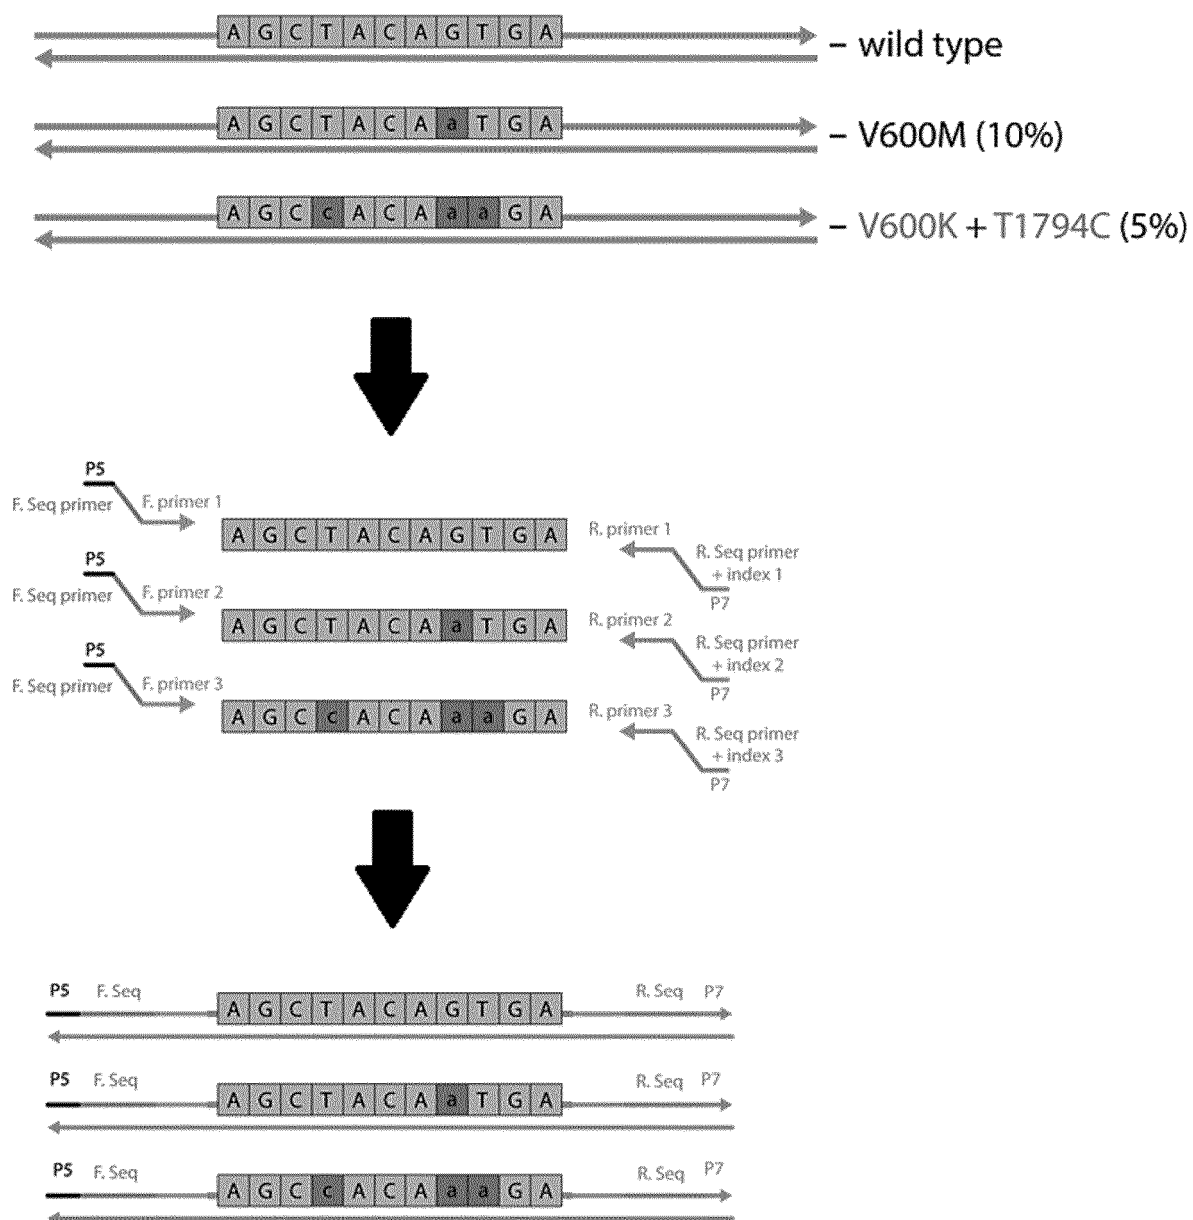 A G C T A C A G T G A
– wild type
A G C T A C A a T G A
– V600M (10%)
A G C c A C A a a G A
– V600K + T1794C (5%)
P5
F. Seq primer F. primer 1
A G C T A C A G T G A
R. primer 1
R. Seq primer
+ index 1
P7
P5
F. Seq primer F. primer 2
A G C T A C A a T G A
R. primer 2
R. Seq primer
+ index 2
P7
P5
F. Seq primer F. primer 3
A G C c A C A a a G A
R. primer 3
R. Seq primer
+ index 3
P7
P5 F. Seq R. Seq P7
A G C T A C A G T G A
P5 F. Seq R. Seq P7
A G C T A C A a T G A
P5 F. Seq R. Seq P7
A G C c A C A a a G A